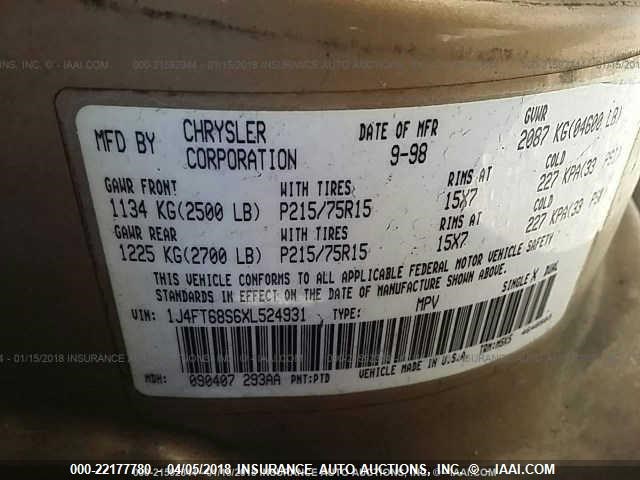 MFD BY CHRYSLER CORPORATION DATE OF MFR 9-98 GVWR 2087 KG(04600 LB)
GAWR FRONT WITH TIRES RIMS AT COLD
1134 KG(2500 LB) P215/75R15 15X7 227 KPA(33 PSI)
GAWR REAR WITH TIRES RIMS AT COLD
1225 KG(2700 LB) P215/75R15 15X7 227 KPA(33 PSI)
THIS VEHICLE CONFORMS TO ALL APPLICABLE FEDERAL MOTOR VEHICLE SAFETY
STANDARDS IN EFFECT ON THE DATE OF MANUFACTURE SHOWN ABOVE.
SINGLE X DUAL
VIN: 1J4FT68S6XL524931 TYPE: MPV
MDH: 090407 293AA PNT:PTD VEHICLE MADE IN U.S.A.
000-22177780 - 04/05/2018 - INSURANCE AUTO AUCTIONS, INC. © - IAAI.COM